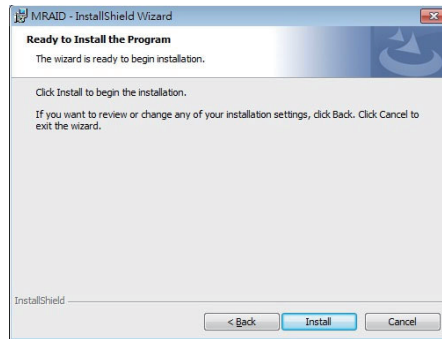 MRAID - InstallShield Wizard
Ready to Install the Program
The wizard is ready to begin installation.
Click Install to begin the installation.
If you want to review or change any of your installation settings, click Back. Click Cancel to
exit the wizard.
InstallShield
< Back Install Cancel